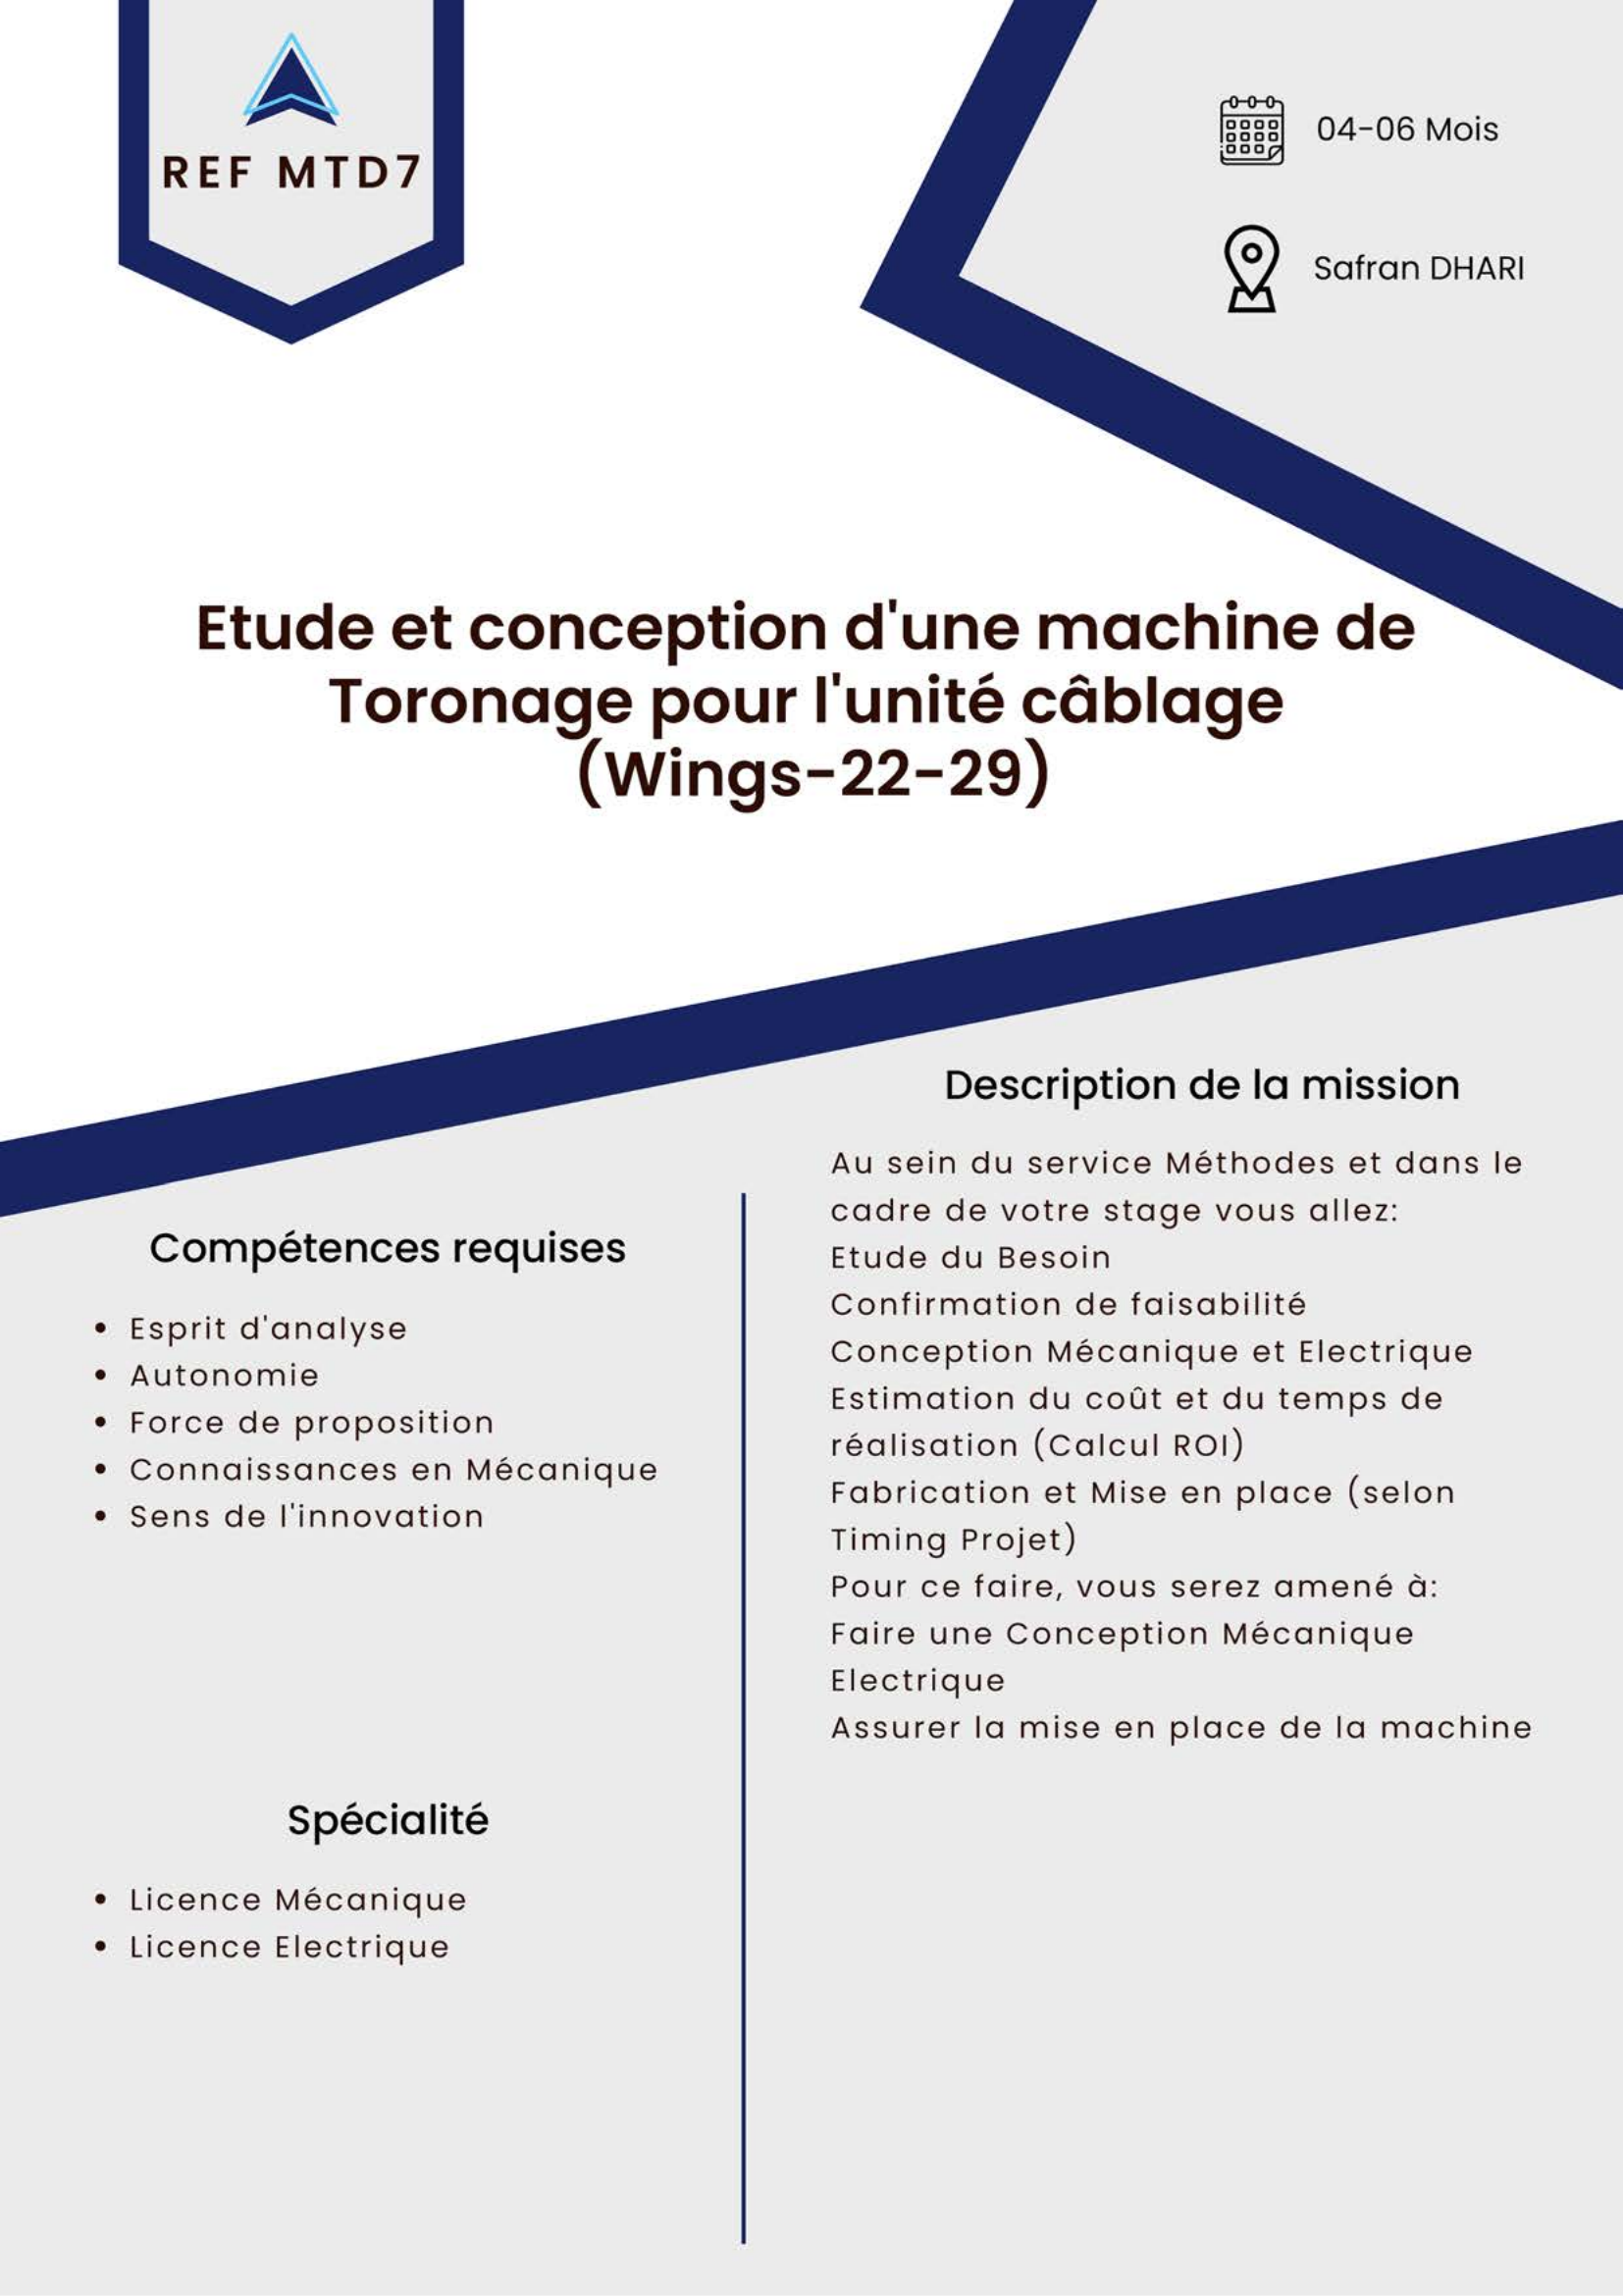 REF MTD7
04-06 Mois
Safran DHARI
Etude et conception d'une machine de
Toronage pour l'unité câblage
(Wings-22-29)
Compétences requises
• Esprit d'analyse
• Autonomie
• Force de proposition
• Connaissances en Mécanique
• Sens de l'innovation
Spécialité
• Licence Mécanique
• Licence Electrique
Description de la mission
Au sein du service Méthodes et dans le
cadre de votre stage vous allez:
Etude du Besoin
Confirmation de faisabilité
Conception Mécanique et Electrique
Estimation du coût et du temps de
réalisation (Calcul ROI)
Fabrication et Mise en place (selon
Timing Projet)
Pour ce faire, vous serez amené à:
Faire une Conception Mécanique
Electrique
Assurer la mise en place de la machine